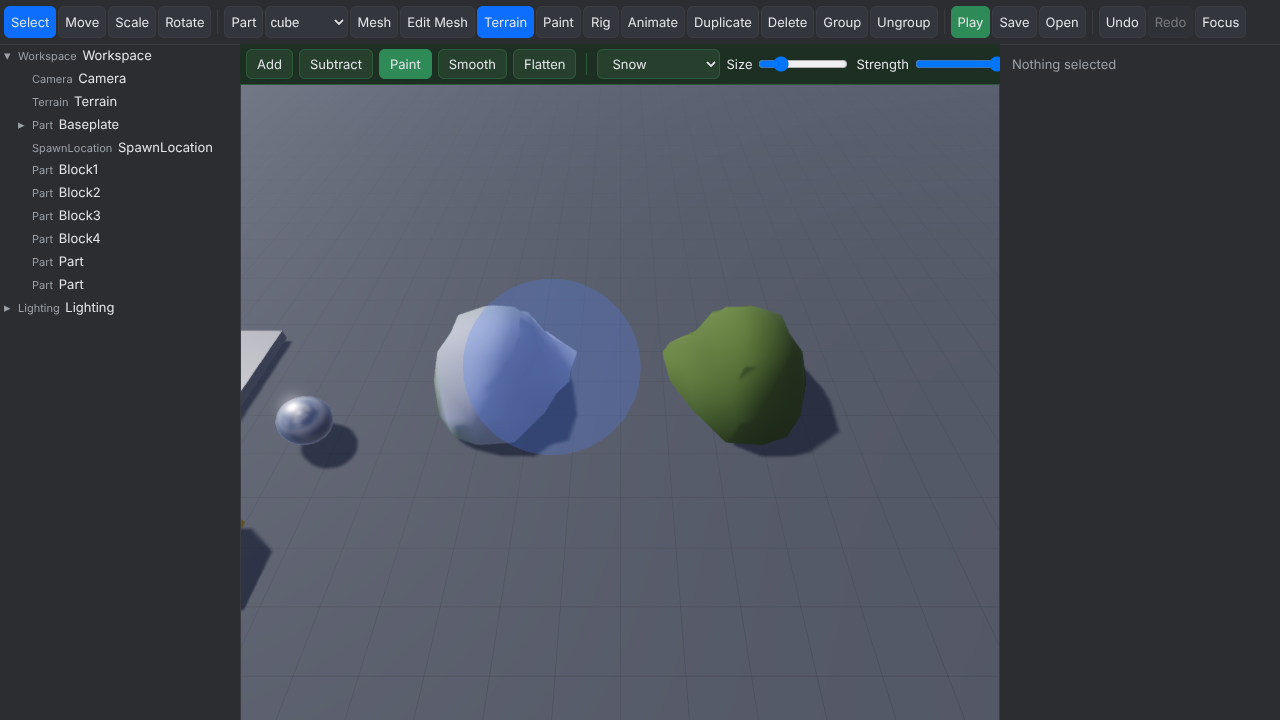 Select Move Scale Rotate Part cube Mesh Edit Mesh Terrain Paint Rig Animate Duplicate Delete Group Ungroup Play Save Open Undo Redo Focus
Workspace Workspace
Camera Camera
Terrain Terrain
Part Baseplate
SpawnLocation SpawnLocation
Part Block1
Part Block2
Part Block3
Part Block4
Part Part
Part Part
Lighting Lighting
Add Subtract Paint Smooth Flatten Snow Size Strength
Nothing selected